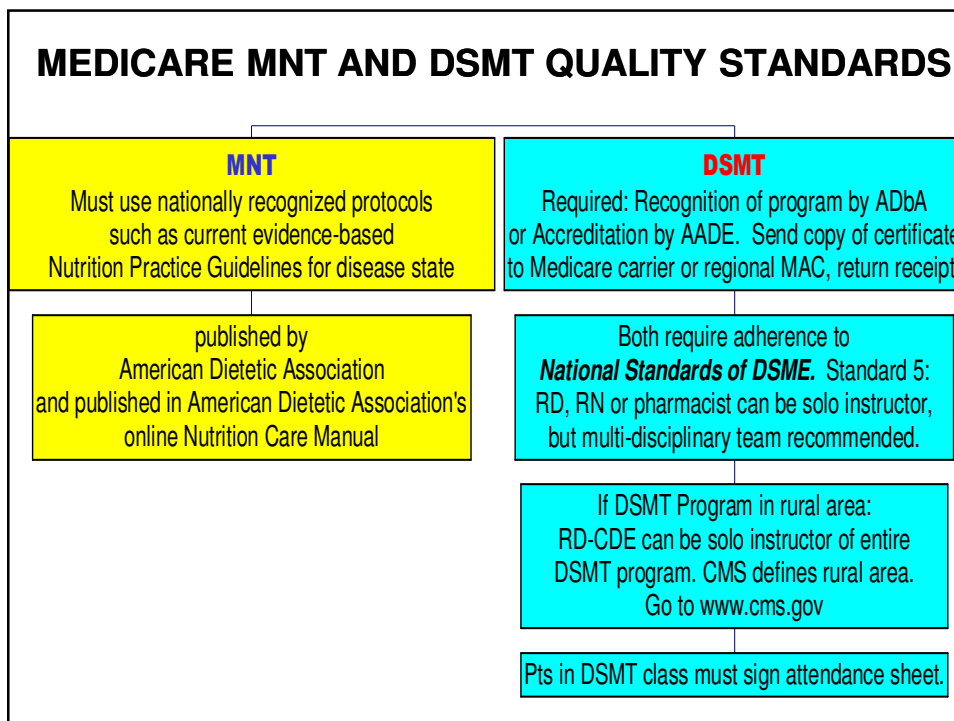 MEDICARE MNT AND DSMT QUALITY STANDARDS
MNT
Must use nationally recognized protocols
such as current evidence-based
Nutrition Practice Guidelines for disease state
published by
American Dietetic Association
and published in American Dietetic Association's
online Nutrition Care Manual
DSMT
Required: Recognition of program by ADbA
or Accreditation by AADE. Send copy of certificate
to Medicare carrier or regional MAC, return receipt
Both require adherence to
National Standards of DSME. Standard 5:
RD, RN or pharmacist can be solo instructor,
but multi-disciplinary team recommended.
If DSMT Program in rural area:
RD-CDE can be solo instructor of entire
DSMT program. CMS defines rural area.
Go to www.cms.gov
Pts in DSMT class must sign attendance sheet.